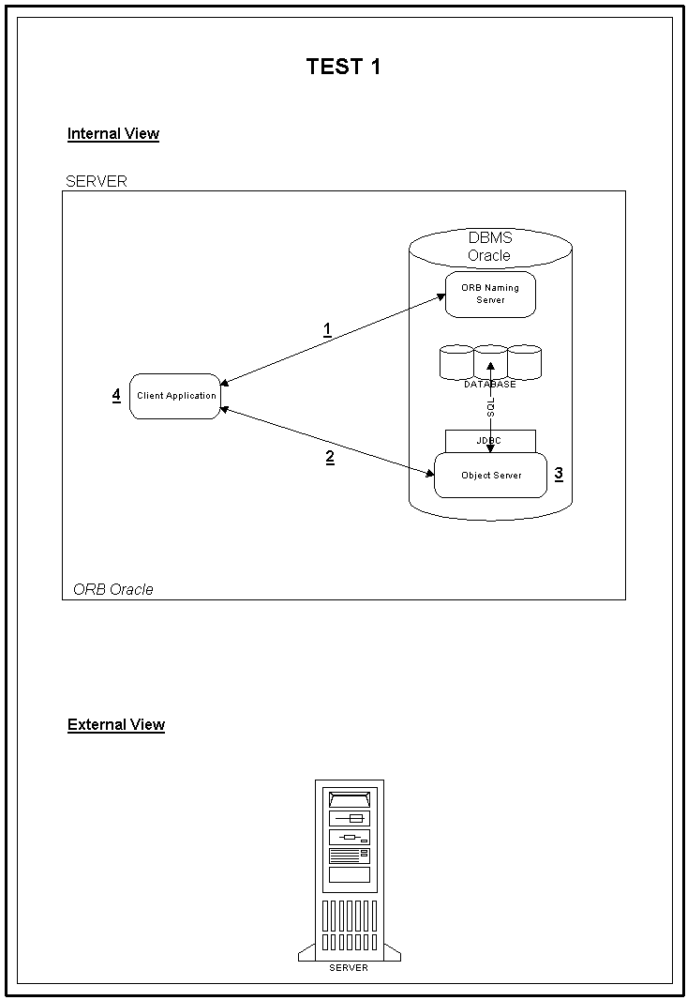 TEST 1
Internal View
SERVER
DBMS
Oracle
ORB Naming
Server
1
DATABASE
4
Client Application
SQL
JDBC
2
Object Server
3
ORB Oracle
External View
SERVER